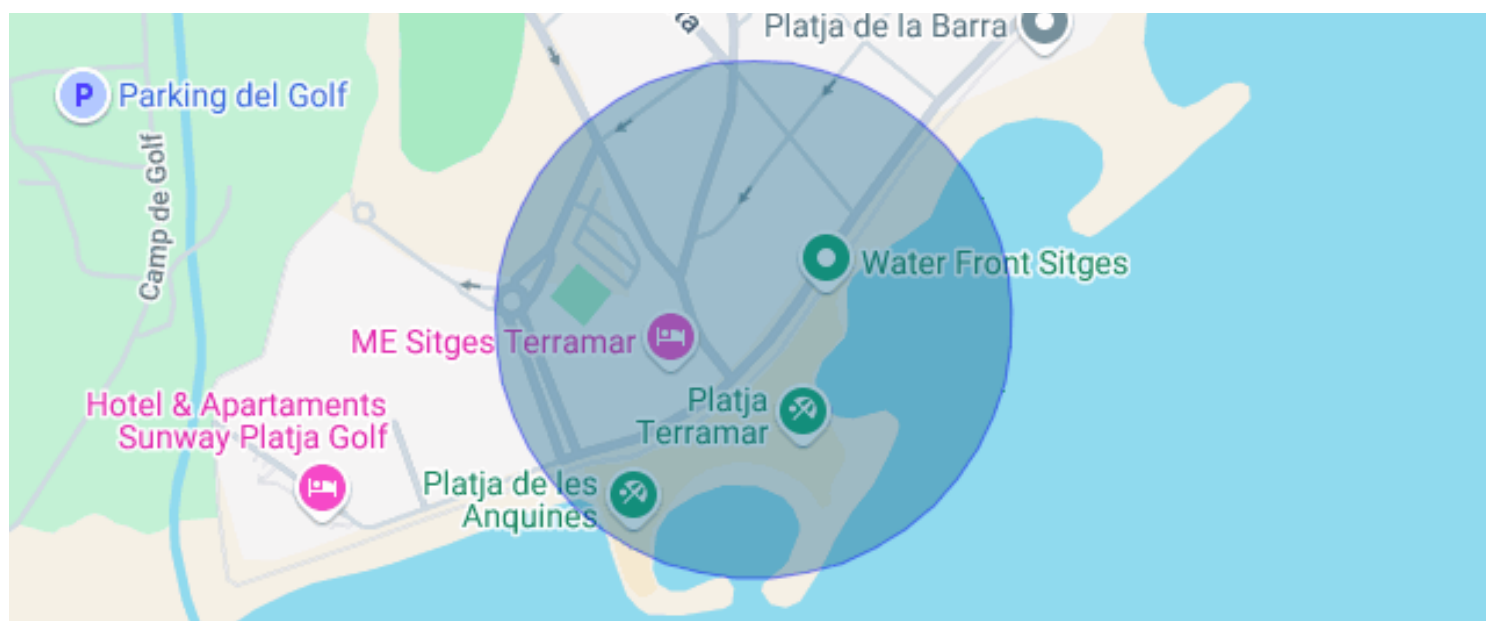 Platja de la Barra
P Parking del Golf
Camp de Golf
Water Front Sitges
ME Sitges Terramar
Hotel & Apartaments
Sunway Platja Golf
Platja
Terramar
Platja de les
Anquines